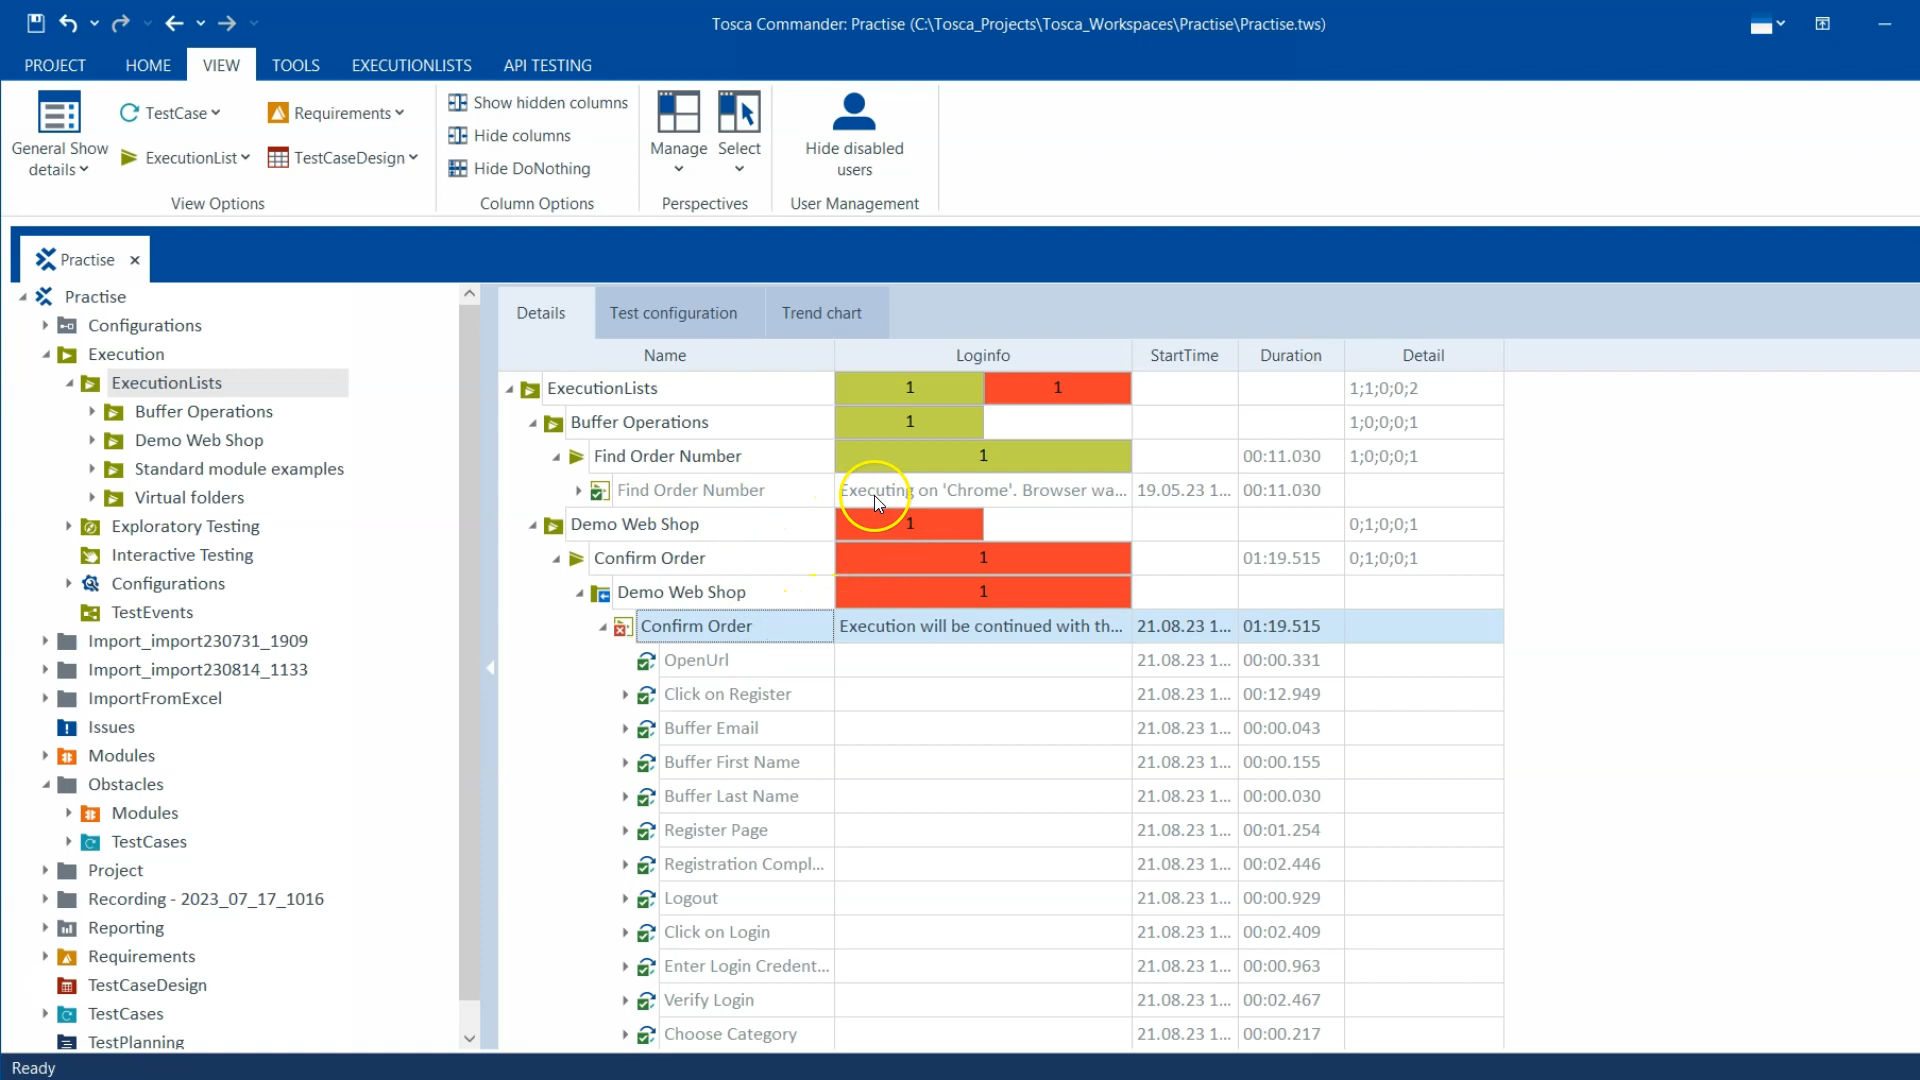 Tosca Commander: Practise (C:\Tosca_Projects\Tosca_Workspaces\Practise\Practise.tws)
PROJECT HOME VIEW TOOLS EXECUTIONLISTS API TESTING
General Show details
TestCase
ExecutionList
Requirements
TestCaseDesign
View Options
Show hidden columns
Hide columns
Hide DoNothing
Column Options
Manage
Select
Perspectives
Hide disabled users
User Management
Practise
Practise
Configurations
Execution
ExecutionLists
Buffer Operations
Demo Web Shop
Standard module examples
Virtual folders
Exploratory Testing
Interactive Testing
Configurations
TestEvents
Import_import230731_1909
Import_import230814_1133
ImportFromExcel
Issues
Modules
Obstacles
Modules
TestCases
Project
Recording - 2023_07_17_1016
Reporting
Requirements
TestCaseDesign
TestCases
TestPlanning
Details Test configuration Trend chart
Name Loginfo StartTime Duration Detail
ExecutionLists 1 1 1;1;0;0;2
Buffer Operations 1 1;0;0;0;1
Find Order Number 1 00:11.030 1;0;0;0;1
Find Order Number Executing on 'Chrome'. Browser wa... 19.05.23 1... 00:11.030
Demo Web Shop 1 0;1;0;0;1
Confirm Order 1 01:19.515 0;1;0;0;1
Demo Web Shop 1
Confirm Order Execution will be continued with th... 21.08.23 1... 01:19.515
OpenUrl 21.08.23 1... 00:00.331
Click on Register 21.08.23 1... 00:12.949
Buffer Email 21.08.23 1... 00:00.043
Buffer First Name 21.08.23 1... 00:00.155
Buffer Last Name 21.08.23 1... 00:00.030
Register Page 21.08.23 1... 00:01.254
Registration Compl... 21.08.23 1... 00:02.446
Logout 21.08.23 1... 00:00.929
Click on Login 21.08.23 1... 00:02.409
Enter Login Credent... 21.08.23 1... 00:00.963
Verify Login 21.08.23 1... 00:02.467
Choose Category 21.08.23 1... 00:00.217
Ready